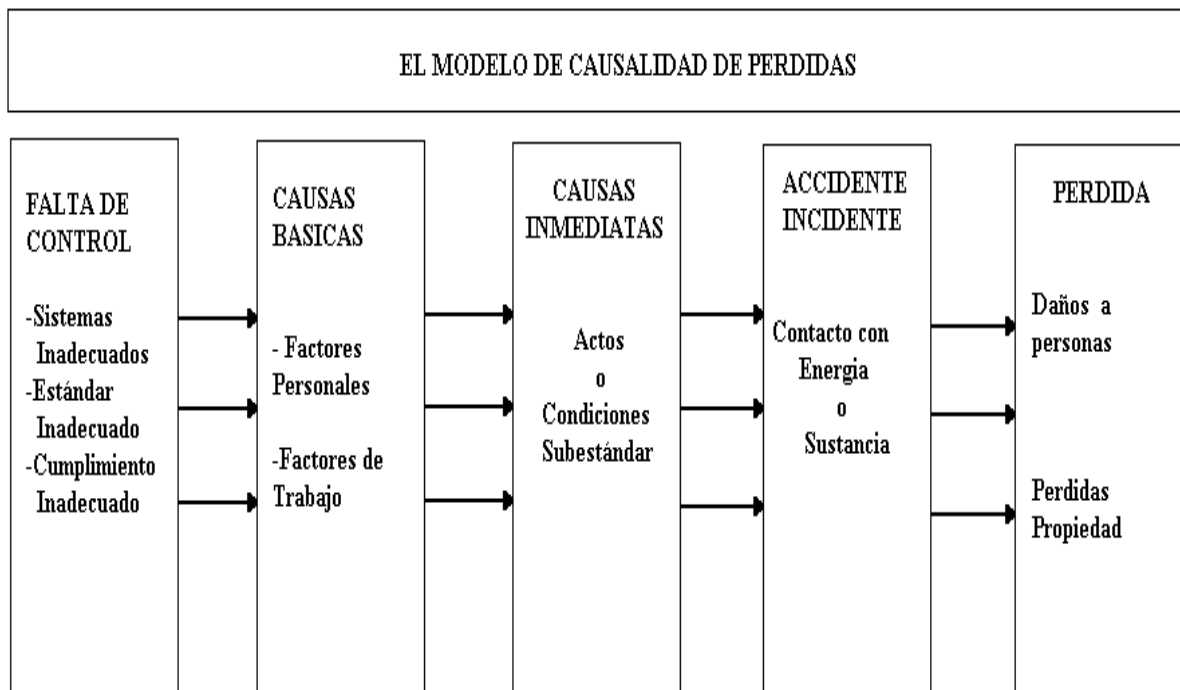 EL MODELO DE CAUSALIDAD DE PERDIDAS
FALTA DE
CONTROL
-Sistemas
Inadecuados
-Estándar
Inadecuado
-Cumplimiento
Inadecuado
CAUSAS
BASICAS
- Factores
Personales
-Factores de
Trabajo
CAUSAS
INMEDIATAS
Actos
o
Condiciones
Subestándar
ACCIDENTE
INCIDENTE
Contacto con
Energia
o
Sustancia
PERDIDA
Daños a
personas
Perdidas
Propiedad